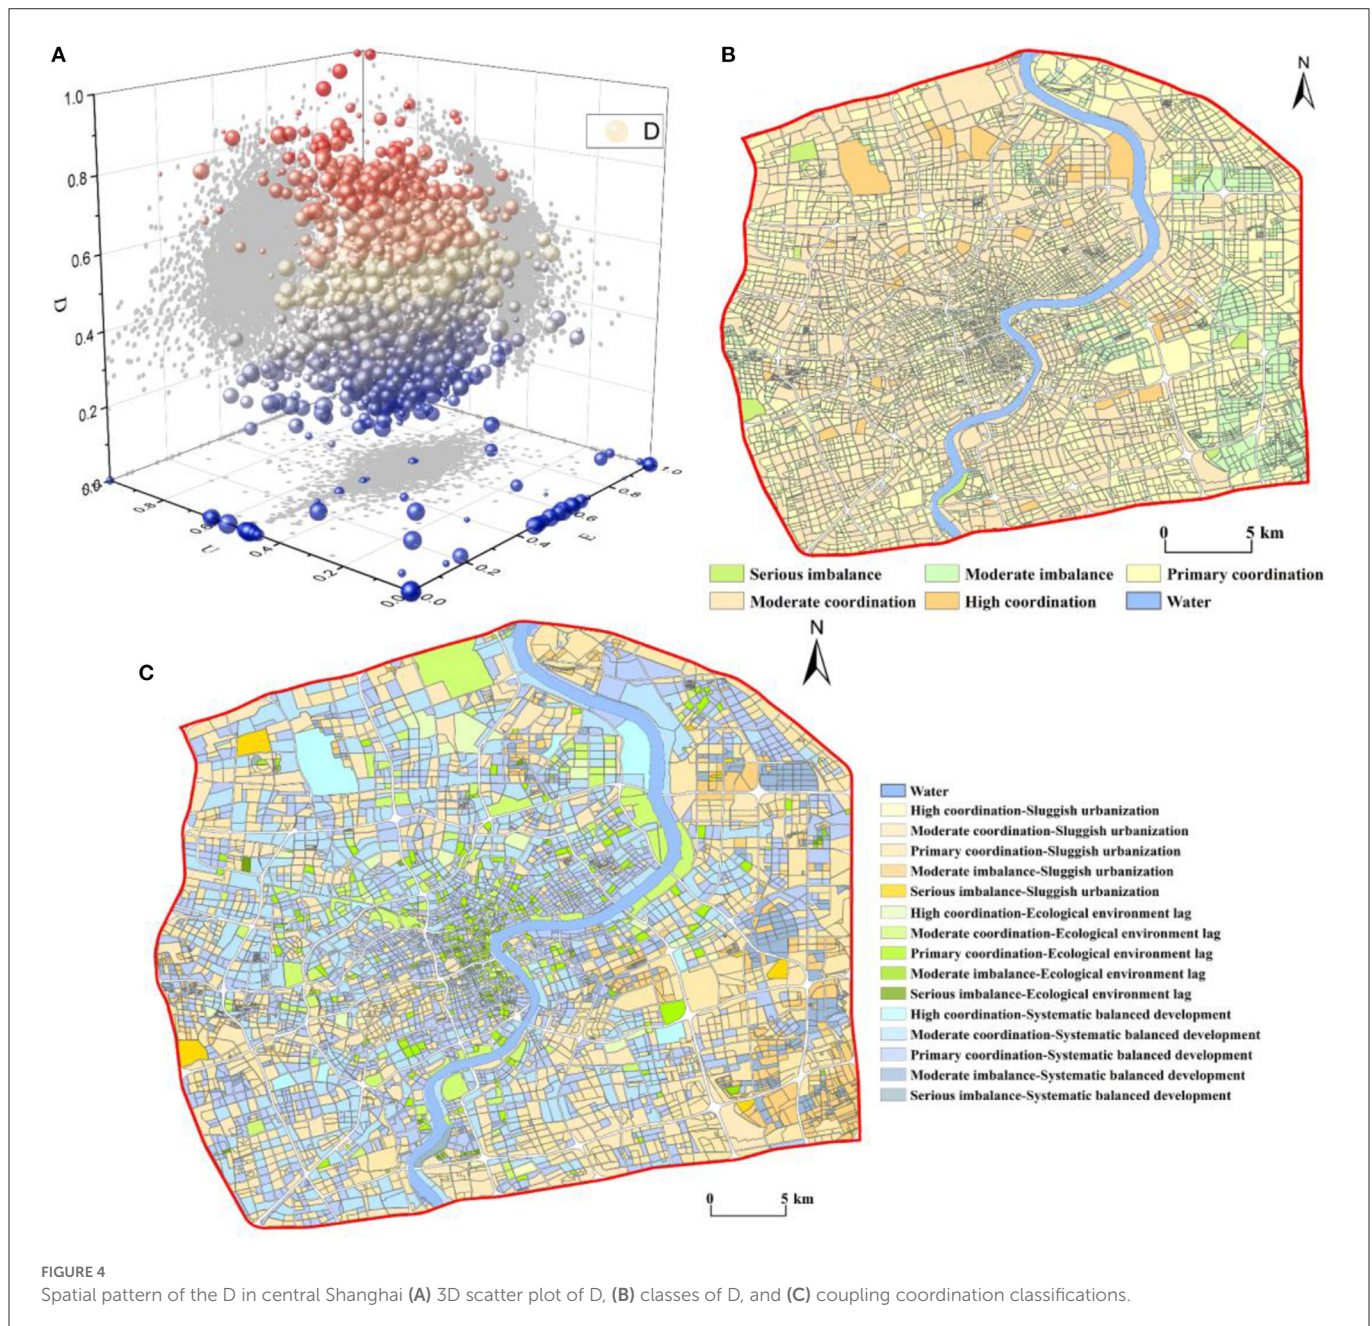 A
1.0
0.8
0.6
0.4
0.2
0.0
D
D
0.8
0.6
0.4
0.2
0.0
U
0.0
0.2
0.4
0.6
0.8
1.0
E
B
N
0 5 km
Serious imbalance Moderate imbalance Primary coordination
Moderate coordination High coordination Water
C
N
Water
High coordination-Sluggish urbanization
Moderate coordination-Sluggish urbanization
Primary coordination-Sluggish urbanization
Moderate imbalance-Sluggish urbanization
Serious imbalance-Sluggish urbanization
High coordination-Ecological environment lag
Moderate coordination-Ecological environment lag
Primary coordination-Ecological environment lag
Moderate imbalance-Ecological environment lag
Serious imbalance-Ecological environment lag
High coordination-Systematic balanced development
Moderate coordination-Systematic balanced development
Primary coordination-Systematic balanced development
Moderate imbalance-Systematic balanced development
Serious imbalance-Systematic balanced development
0 5 km
FIGURE 4
Spatial pattern of the D in central Shanghai (A) 3D scatter plot of D, (B) classes of D, and (C) coupling coordination classifications.